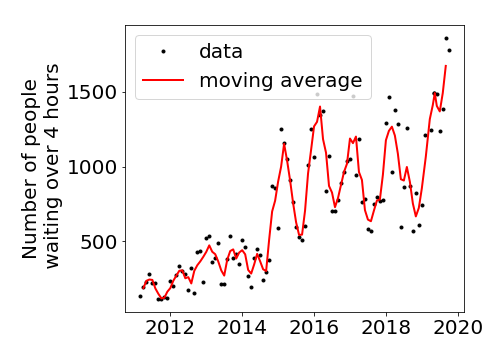 Number of people
waiting over 4 hours
data
moving average
1500
1000
500
2012 2014 2016 2018 2020